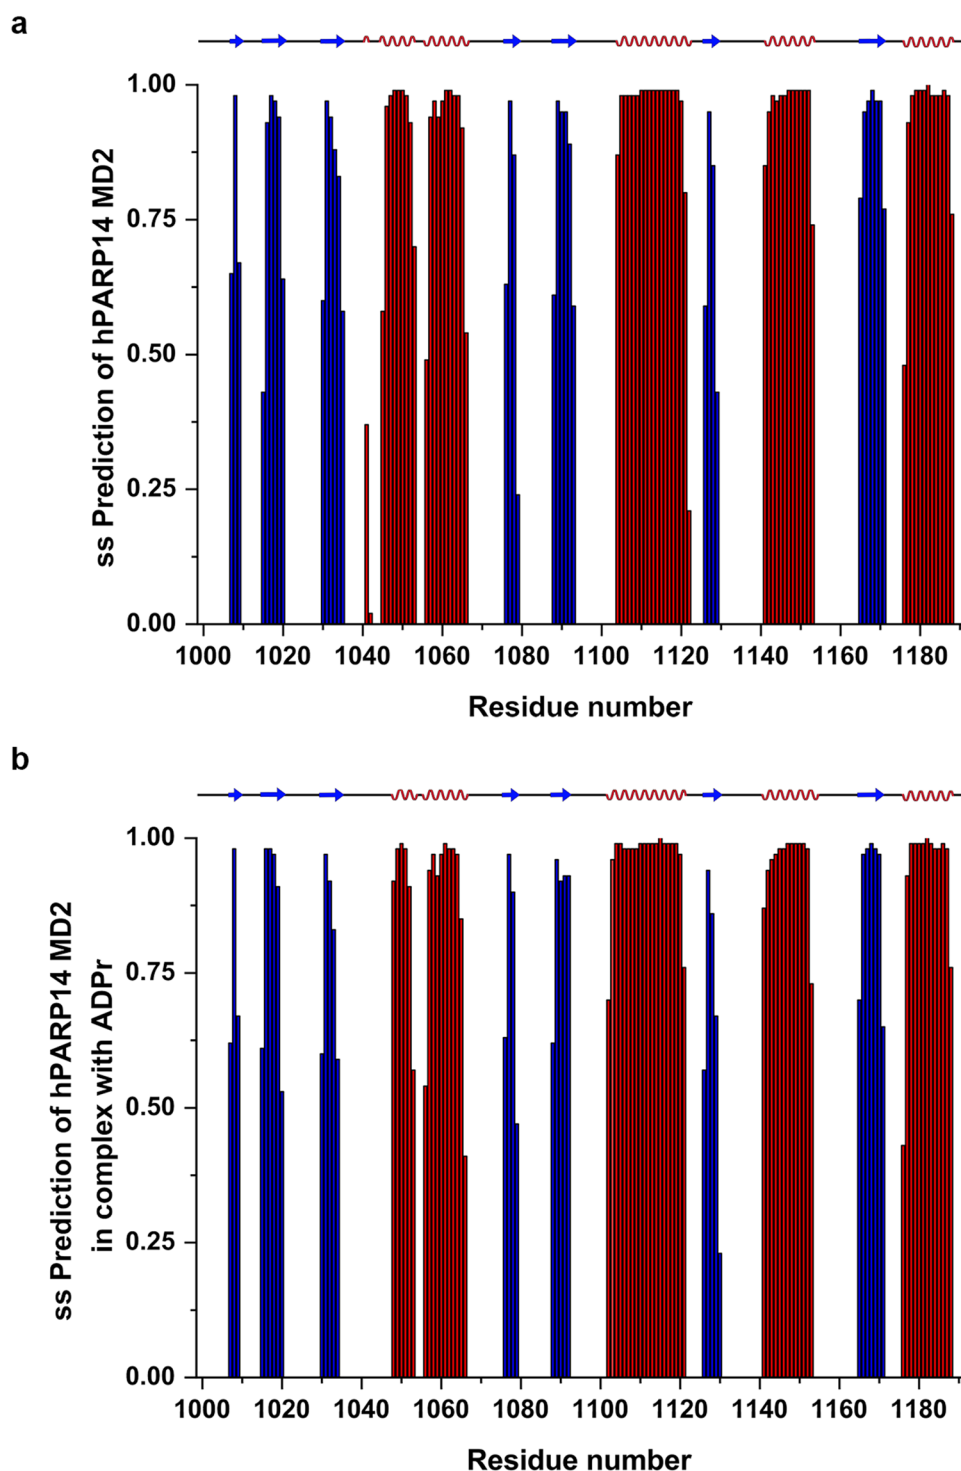 a
ss Prediction of hPARP14 MD2
1.00
0.75
0.50
0.25
0.00
1000 1020 1040 1060 1080 1100 1120 1140 1160 1180
Residue number
b
ss Prediction of hPARP14 MD2
in complex with ADPr
1.00
0.75
0.50
0.25
0.00
1000 1020 1040 1060 1080 1100 1120 1140 1160 1180
Residue number